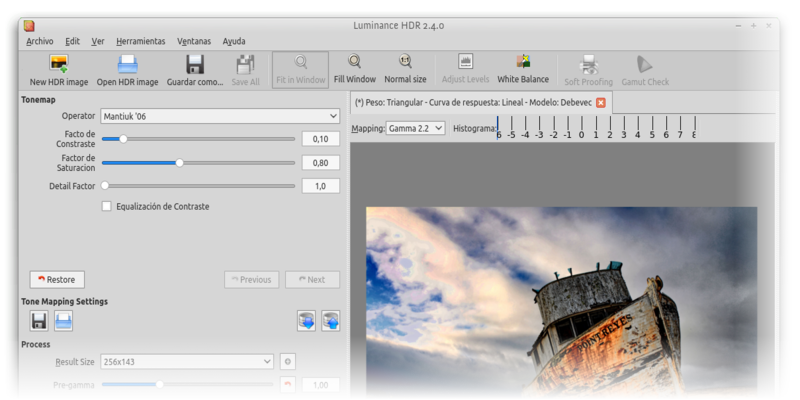 Luminance HDR 2.4.0
Archivo Edit Ver Herramientas Ventanas Ayuda
New HDR image Open HDR image Guardar como... Save All Fit in Window Fill Window Normal size Adjust Levels White Balance Soft Proofing Gamut Check
Tonemap
Operator Mantiuk '06
Facto de
Constraste 0,10
Factor de
Saturacion 0,80
Detail Factor 1,0
Equalización de Contraste
Restore Previous Next
Tone Mapping Settings
Process
Result Size 256x143
Pre-gamma 1,00
(*) Peso: Triangular - Curva de respuesta: Lineal - Modelo: Debevec
Mapping: Gamma 2.2 Histograma:
6 -5 -4 -3 -2 -1 0 1 2 3 4 5 6 7 8
POINT REYES